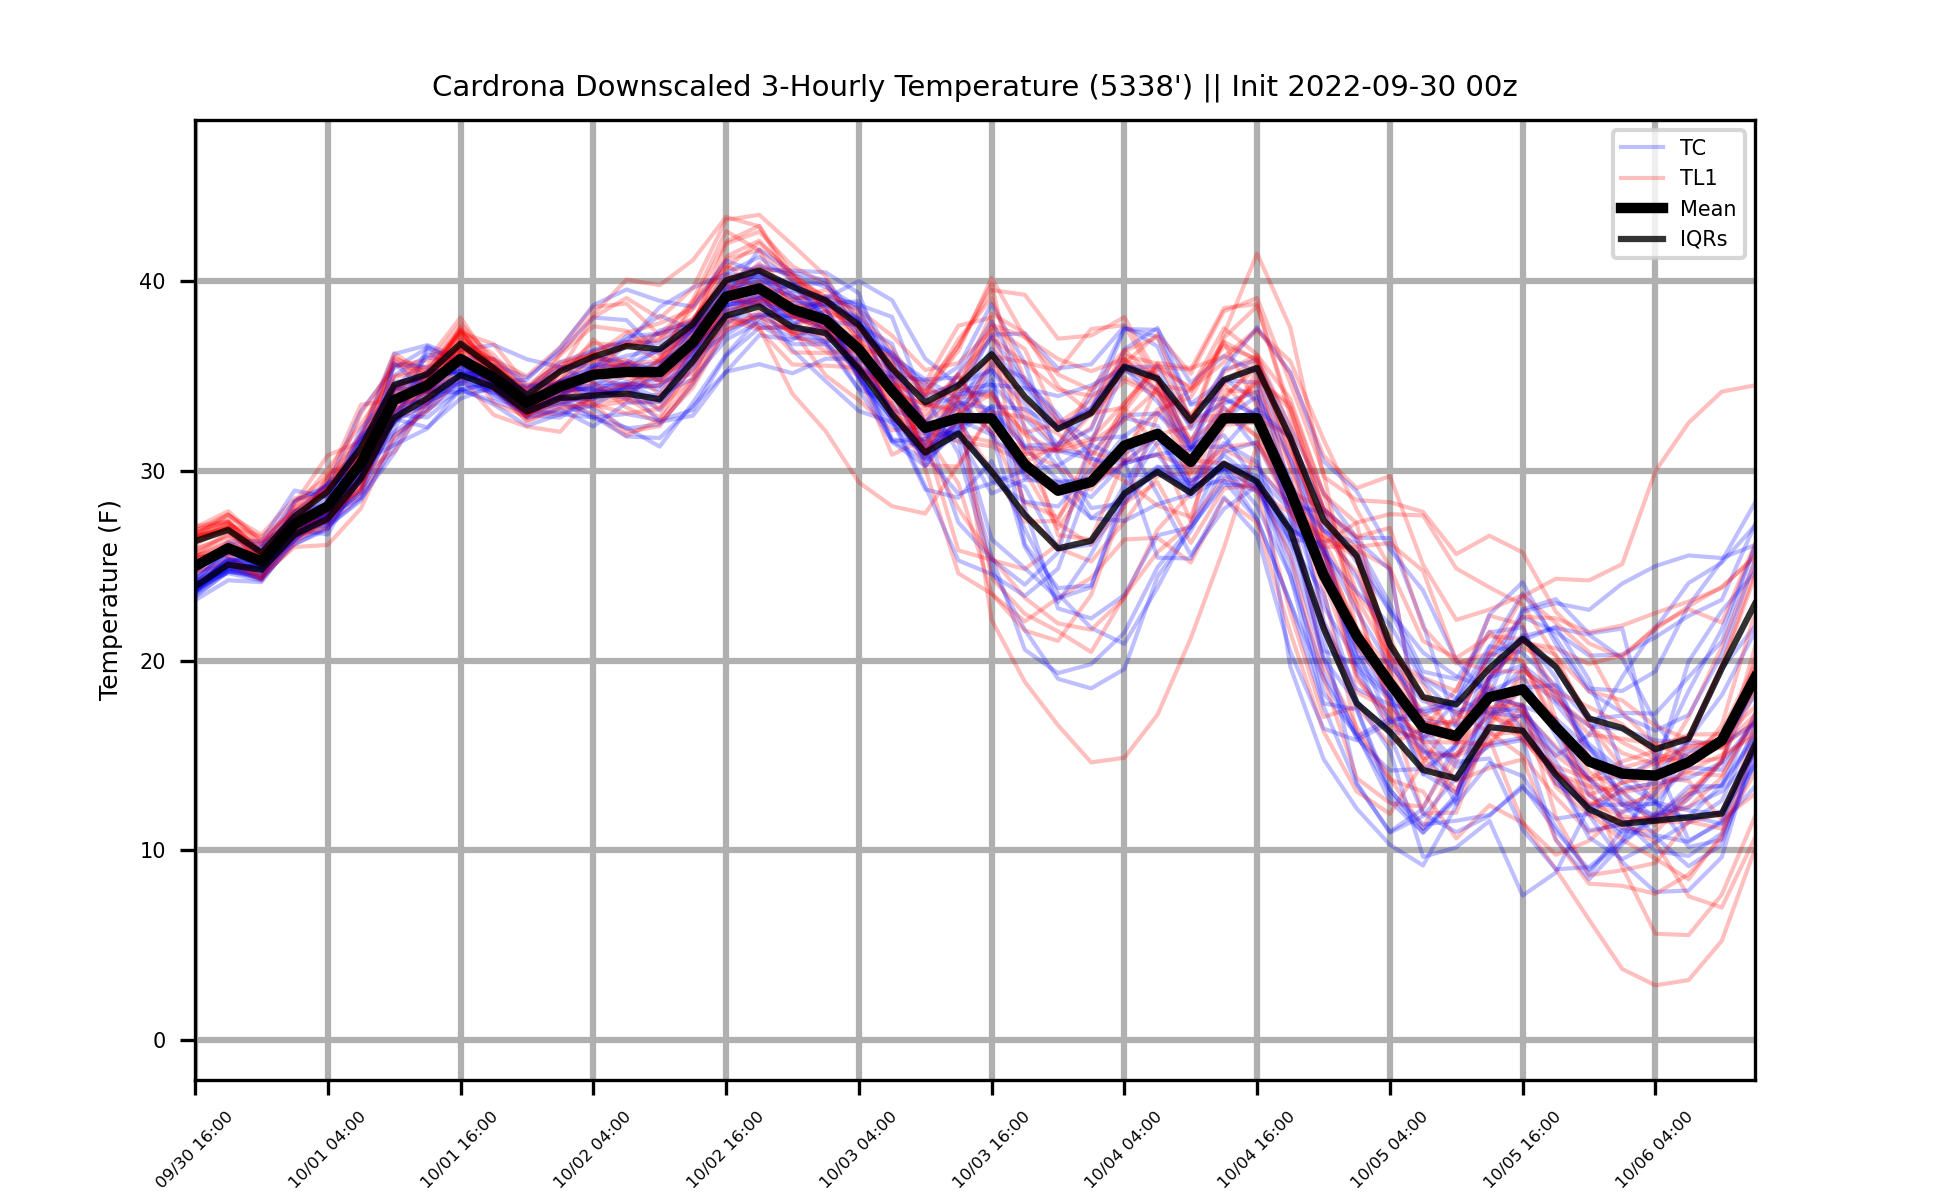 Cardrona Downscaled 3-Hourly Temperature (5338') || Init 2022-09-30 00z
TC
TL1
Mean
IQRs
Temperature (F)
40
30
20
10
0
09/30 16:00
10/01 04:00
10/01 16:00
10/02 04:00
10/02 16:00
10/03 04:00
10/03 16:00
10/04 04:00
10/04 16:00
10/05 04:00
10/05 16:00
10/06 04:00